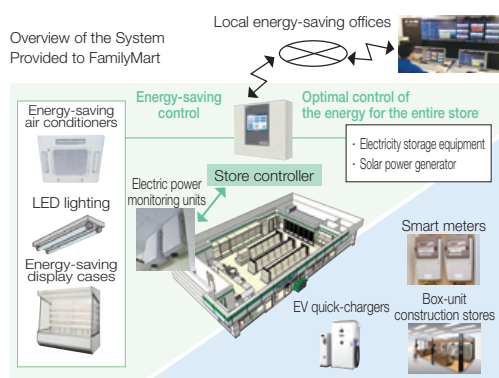 Overview of the System
Provided to FamilyMart
Local energy-saving offices
Energy-saving
air conditioners
LED lighting
Energy-saving
display cases
Energy-saving
control
Optimal control of
the energy for the entire store
· Electricity storage equipment
· Solar power generator
Store controller
Electric power
monitoring units
Smart meters
EV quick-chargers
Box-unit
construction stores